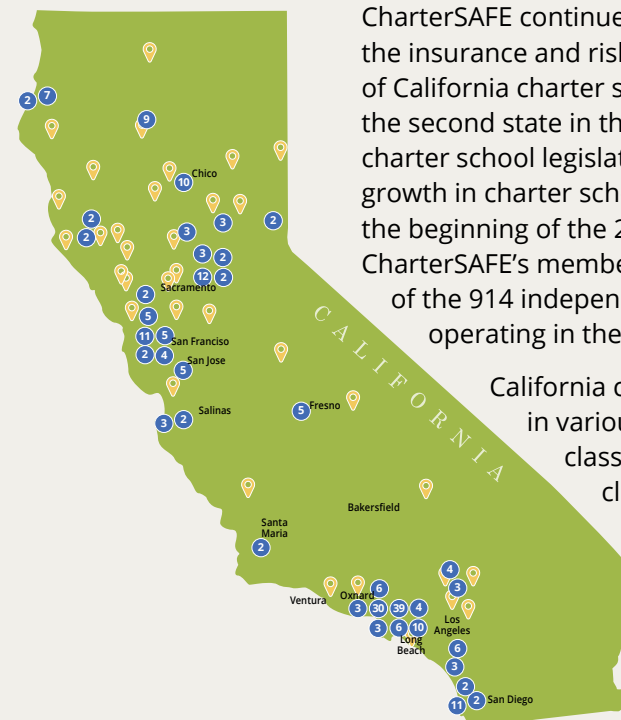 CharterSAFE continue
the insurance and risk
of California charter s
the second state in th
charter school legislat
growth in charter sch
the beginning of the 2
CharterSAFE's membe
of the 914 indepen
operating in the
California c
in variou
class
cl
CALIFORNIA
2 7
9
Chico
10
2
2
3
3
2
3 2
12 2
Sacramento
2
5
11 5
San Franciso
2 4
San Jose
5
Salinas
3 2
5 Fresno
Bakersfield
Santa
Maria
2
4
3
Ventura
Oxnard
6
3 30 39 4
3 6 10
Los
Angeles
Long
Beach
6
3
2
11 2 San Diego